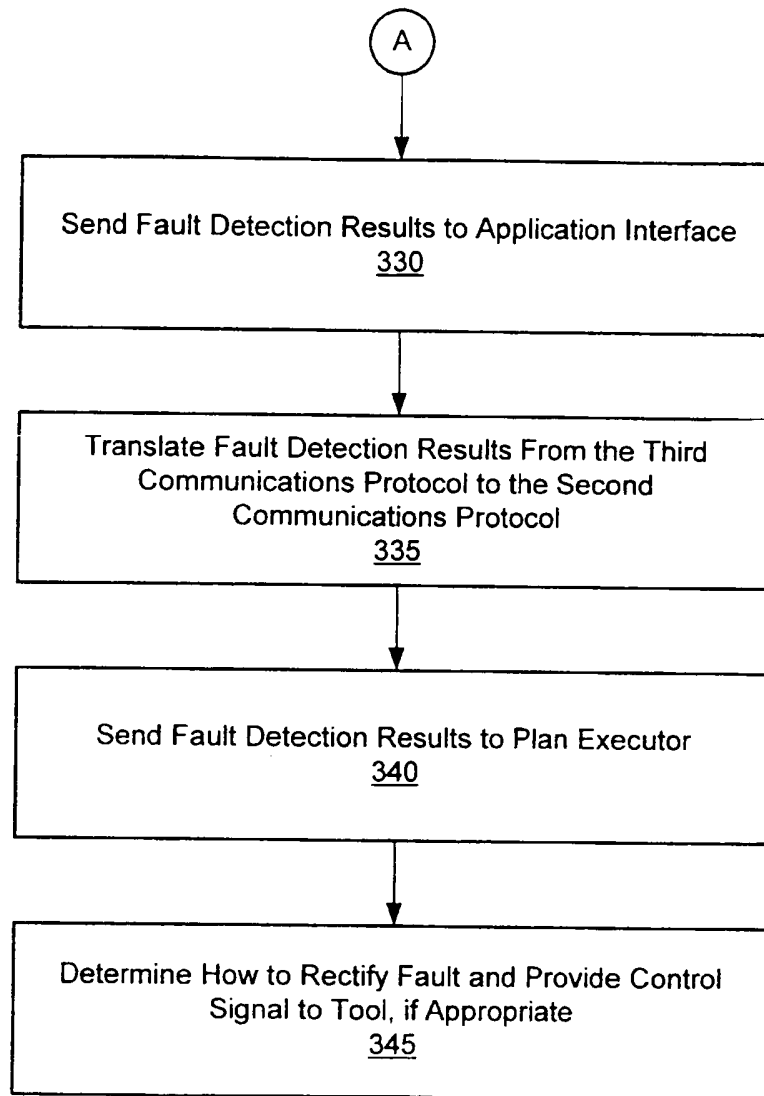 A
Send Fault Detection Results to Application Interface
330
Translate Fault Detection Results From the Third
Communications Protocol to the Second
Communications Protocol
335
Send Fault Detection Results to Plan Executor
340
Determine How to Rectify Fault and Provide Control
Signal to Tool, if Appropriate
345